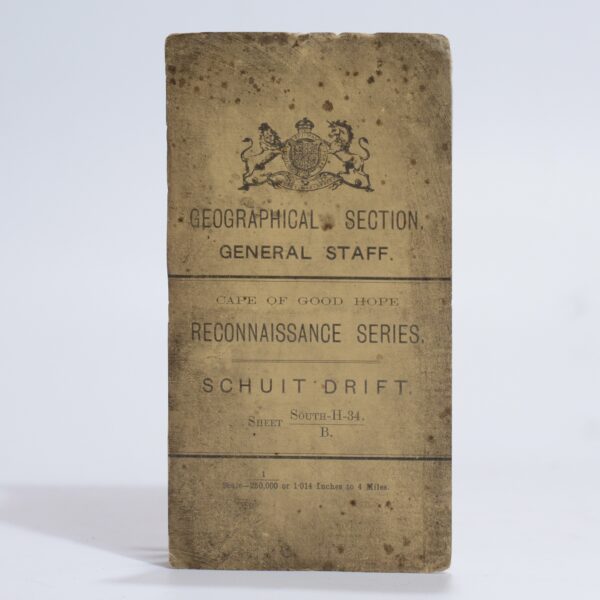 GEOGRAPHICAL SECTION,
GENERAL STAFF.
CAPE OF GOOD HOPE
RECONNAISSANCE SERIES.
SCHUIT DRIFT.
SHEET SOUTH-H-34.
B.
Scale—1/250,000 or 1·014 Inches to 4 Miles.